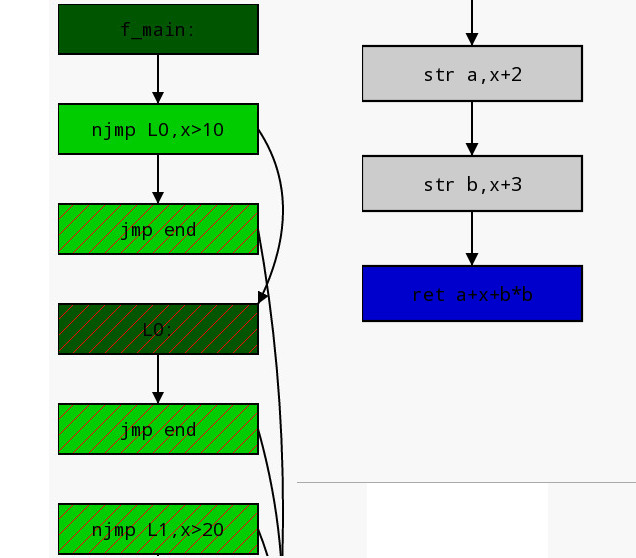 f_main:
njmp L0,x>10
jmp end
L0:
jmp end
njmp L1,x>20
str a,x+2
str b,x+3
ret a+x+b*b